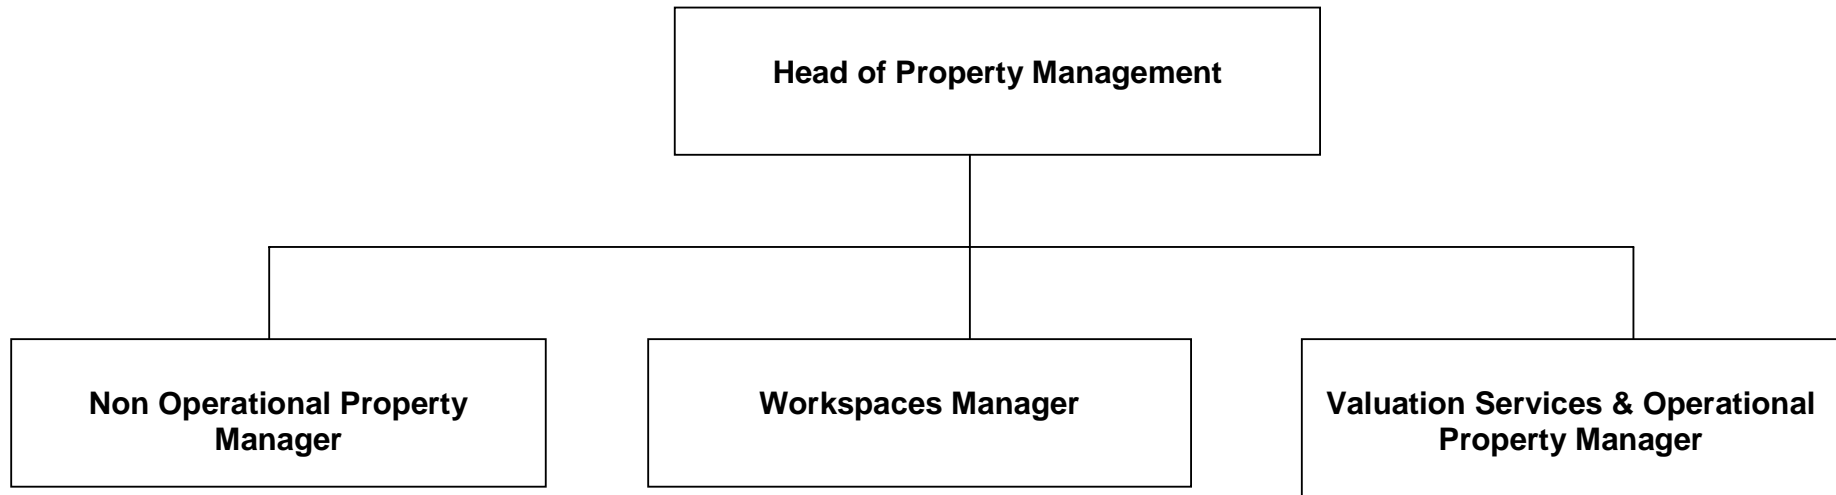 Head of Property Management
Non Operational Property
Manager
Workspaces Manager
Valuation Services & Operational
Property Manager